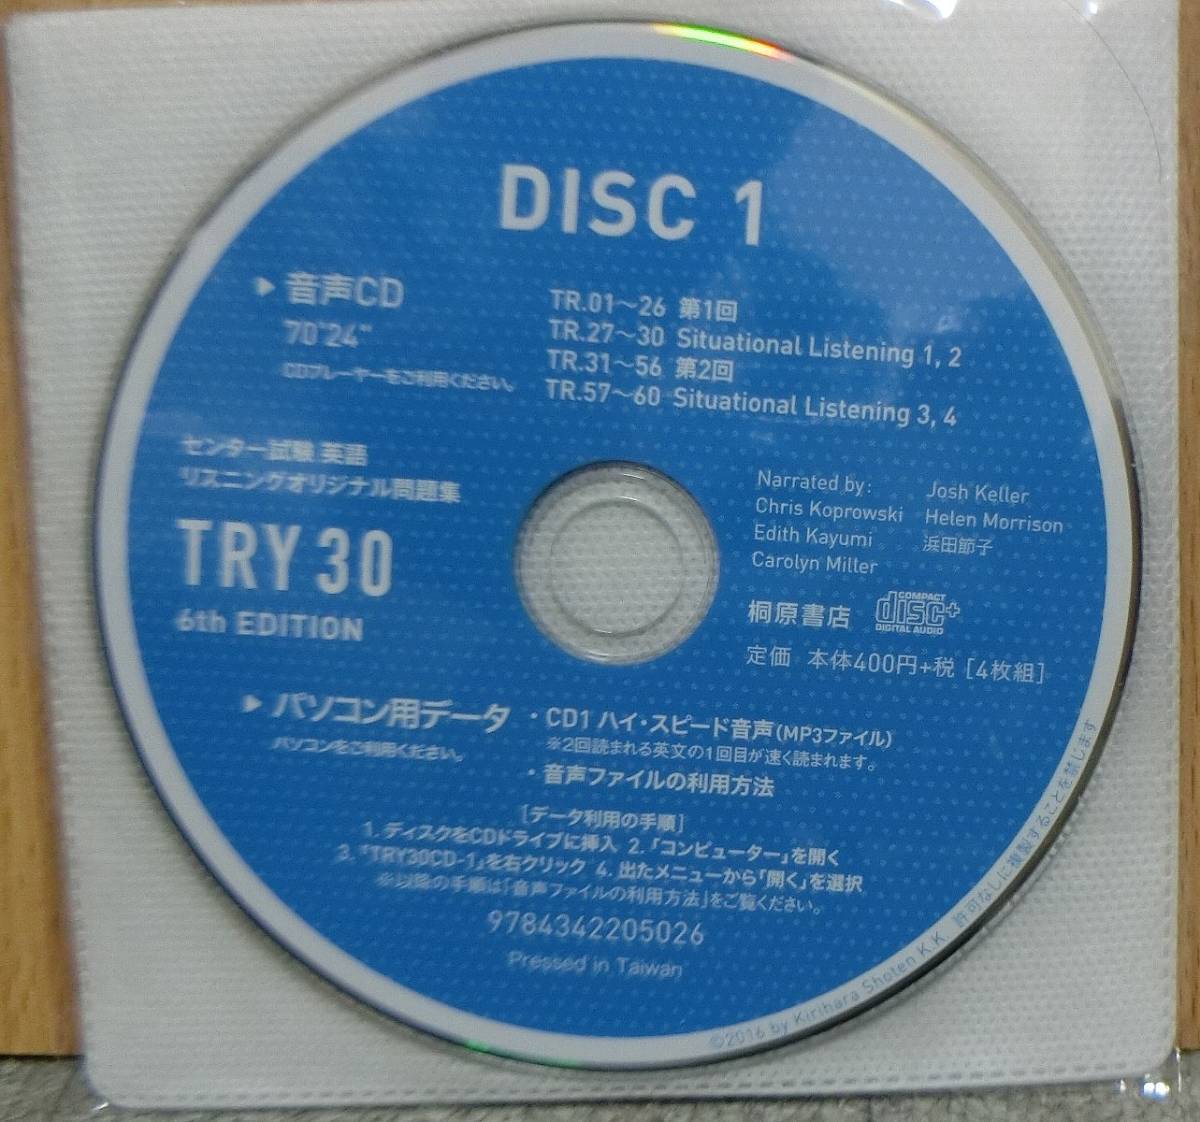 DISC 1
▶ 音声CD
70'24"
CDプレーヤーをご利用ください。
TR.01～26 第1回
TR.27～30 Situational Listening 1, 2
TR.31～56 第2回
TR.57～60 Situational Listening 3, 4
センター試験 英語
リスニングオリジナル問題集
TRY 30
6th EDITION
Narrated by:
Chris Koprowski
Edith Kayumi
Carolyn Miller
Josh Keller
Helen Morrison
浜田節子
桐原書店
COMPACT
disc+
DIGITAL AUDIO
定価 本体400円+税 [4枚組]
▶ パソコン用データ
パソコンをご利用ください。
・CD1 ハイ・スピード音声(MP3ファイル)
※2回読まれる英文の1回目が速く読まれます。
・音声ファイルの利用方法
[データ利用の手順]
1. ディスクをCDドライブに挿入 2.「コンピューター」を開く
3.「TRY30CD-1」を右クリック 4. 出たメニューから「開く」を選択
※以降の手順は「音声ファイルの利用方法」をご覧ください。
9784342205026
Pressed in Taiwan
©2016 by Kirihara Shoten K.K. 許可なしに複製することを禁じます